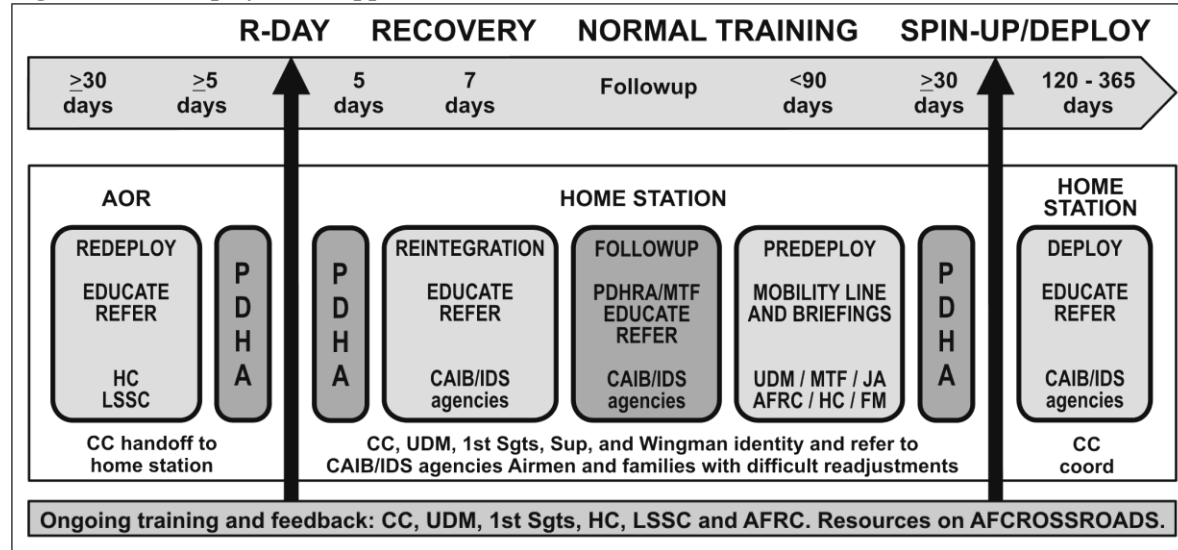 R-DAY RECOVERY NORMAL TRAINING SPIN-UP/DEPLOY
≥30 days
≥5 days
5 days
7 days
Followup
<90 days
≥30 days
120 - 365 days
AOR
HOME STATION
HOME
STATION
REDEPLOY
EDUCATE
REFER
HC
LSSC
PDHA
PDHA
REINTEGRATION
EDUCATE
REFER
CAIB/IDS
agencies
FOLLOWUP
PDHRA/MTF
EDUCATE
REFER
CAIB/IDS
agencies
PREDEPLOY
MOBILITY LINE
AND BRIEFINGS
UDM / MTF / JA
AFRC / HC / FM
PDHA
DEPLOY
EDUCATE
REFER
CAIB/IDS
agencies
CC handoff to
home station
CC, UDM, 1st Sgts, Sup, and Wingman identity and refer to
CAIB/IDS agencies Airmen and families with difficult readjustments
CC
coord
Ongoing training and feedback: CC, UDM, 1st Sgts, HC, LSSC and AFRC. Resources on AFCROSSROADS.